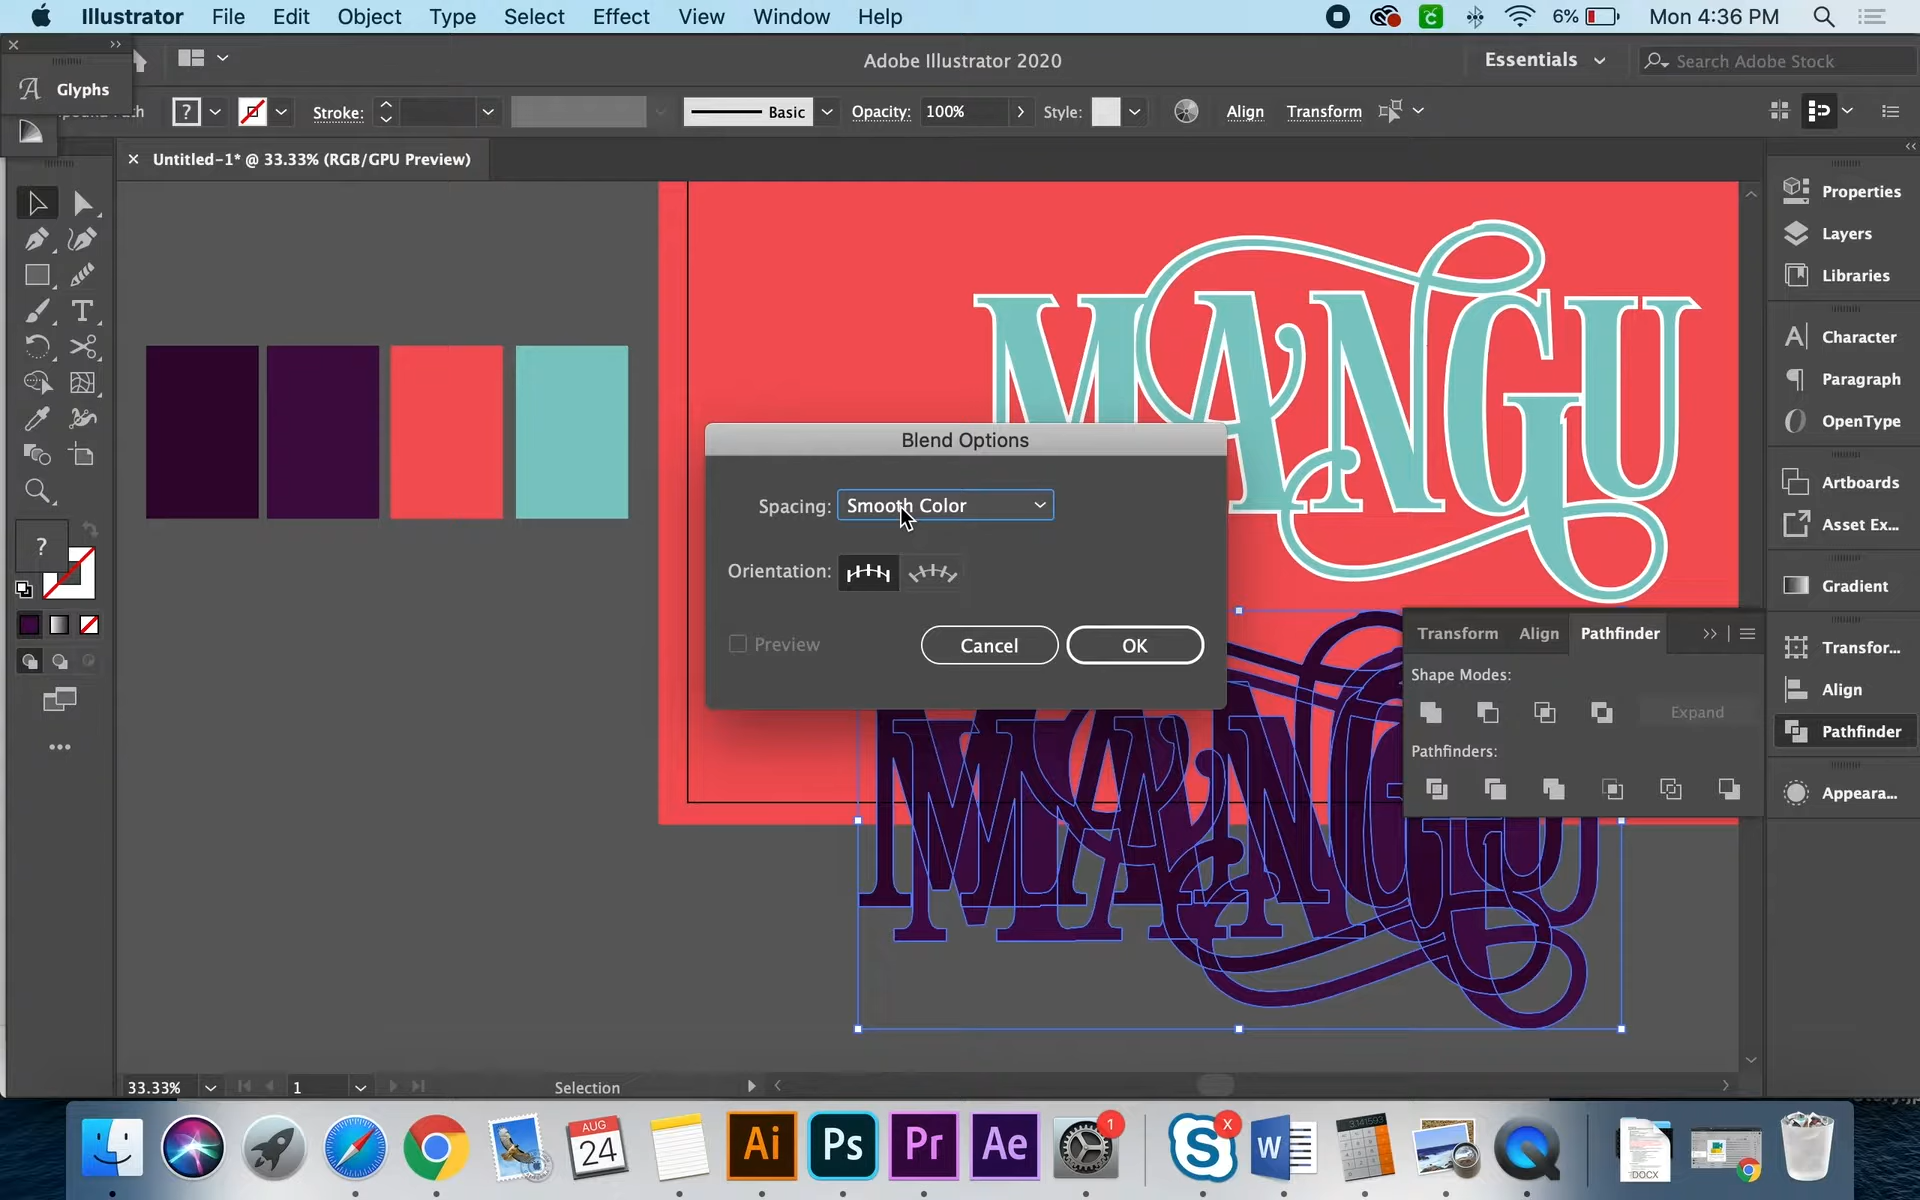 Illustrator File Edit Object Type Select Effect View Window Help
6% Mon 4:36 PM
Adobe Illustrator 2020
Essentials
Search Adobe Stock
Glyphs
Stroke:
Basic
Opacity: 100%
Style:
Align
Transform
Untitled-1* @ 33.33% (RGB/GPU Preview)
MANGU
Blend Options
Spacing: Smooth Color
Orientation:
Preview
Cancel
OK
MANGU
Transform Align Pathfinder
Shape Modes:
Expand
Pathfinders:
Properties
Layers
Libraries
Character
Paragraph
OpenType
Artboards
Asset Ex...
Gradient
Transfor...
Align
Pathfinder
Appeara...
33.33%
1
Selection
AUG
24
Ai
Ps
Pr
Ae
1
S
X
W
DOCX